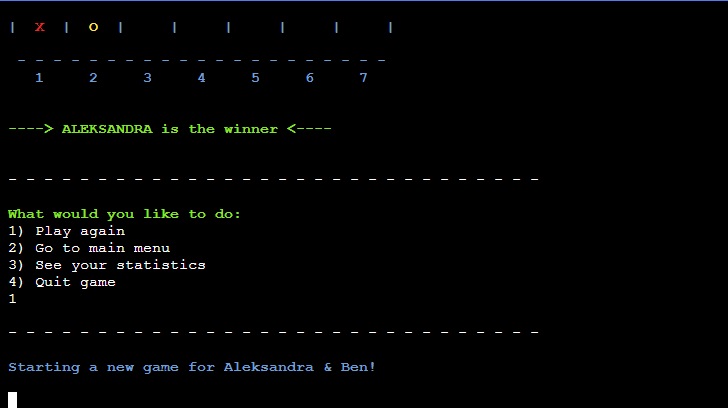 |  X  |  O  |     |     |     |     |     |
- - - - - - - - - - - - - - - - - - - - -
1     2     3     4     5     6     7
----> ALEKSANDRA is the winner <----
- - - - - - - - - - - - - - - - - - - - - - - - - - - - - -
What would you like to do:
1) Play again
2) Go to main menu
3) See your statistics
4) Quit game
1
- - - - - - - - - - - - - - - - - - - - - - - - - - - - - -
Starting a new game for Aleksandra & Ben!